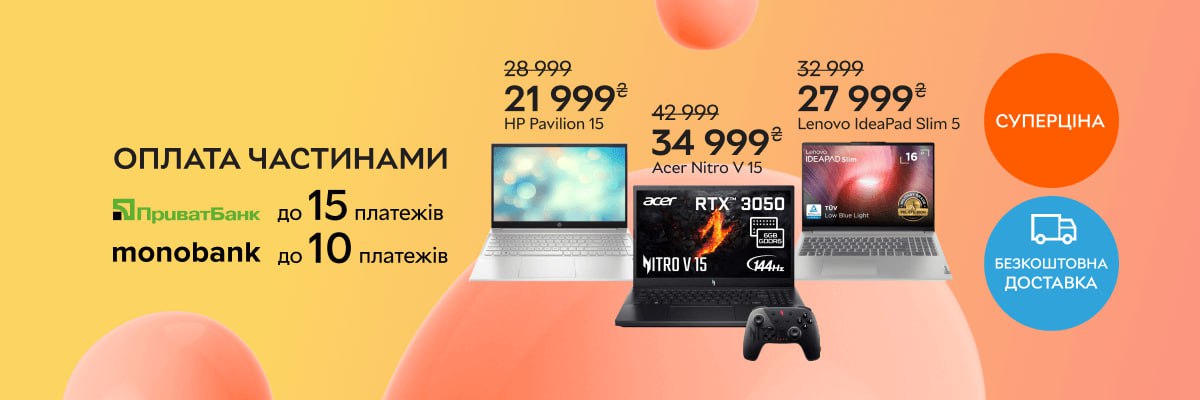 ОПЛАТА ЧАСТИНАМИ
ПриватБанк до 15 платежів
monobank до 10 платежів
28 999
21 999₴
HP Pavilion 15
42 999
34 999₴
Acer Nitro V 15
32 999
27 999₴
Lenovo IdeaPad Slim 5
acer RTX™ 3050
6GB
GDDR6
NITRO V 15
144Hz
Lenovo
IDEAPAD Slim
16"
TÜV
Low Blue Light
СУПЕРЦІНА
БЕЗКОШТОВНА
ДОСТАВКА